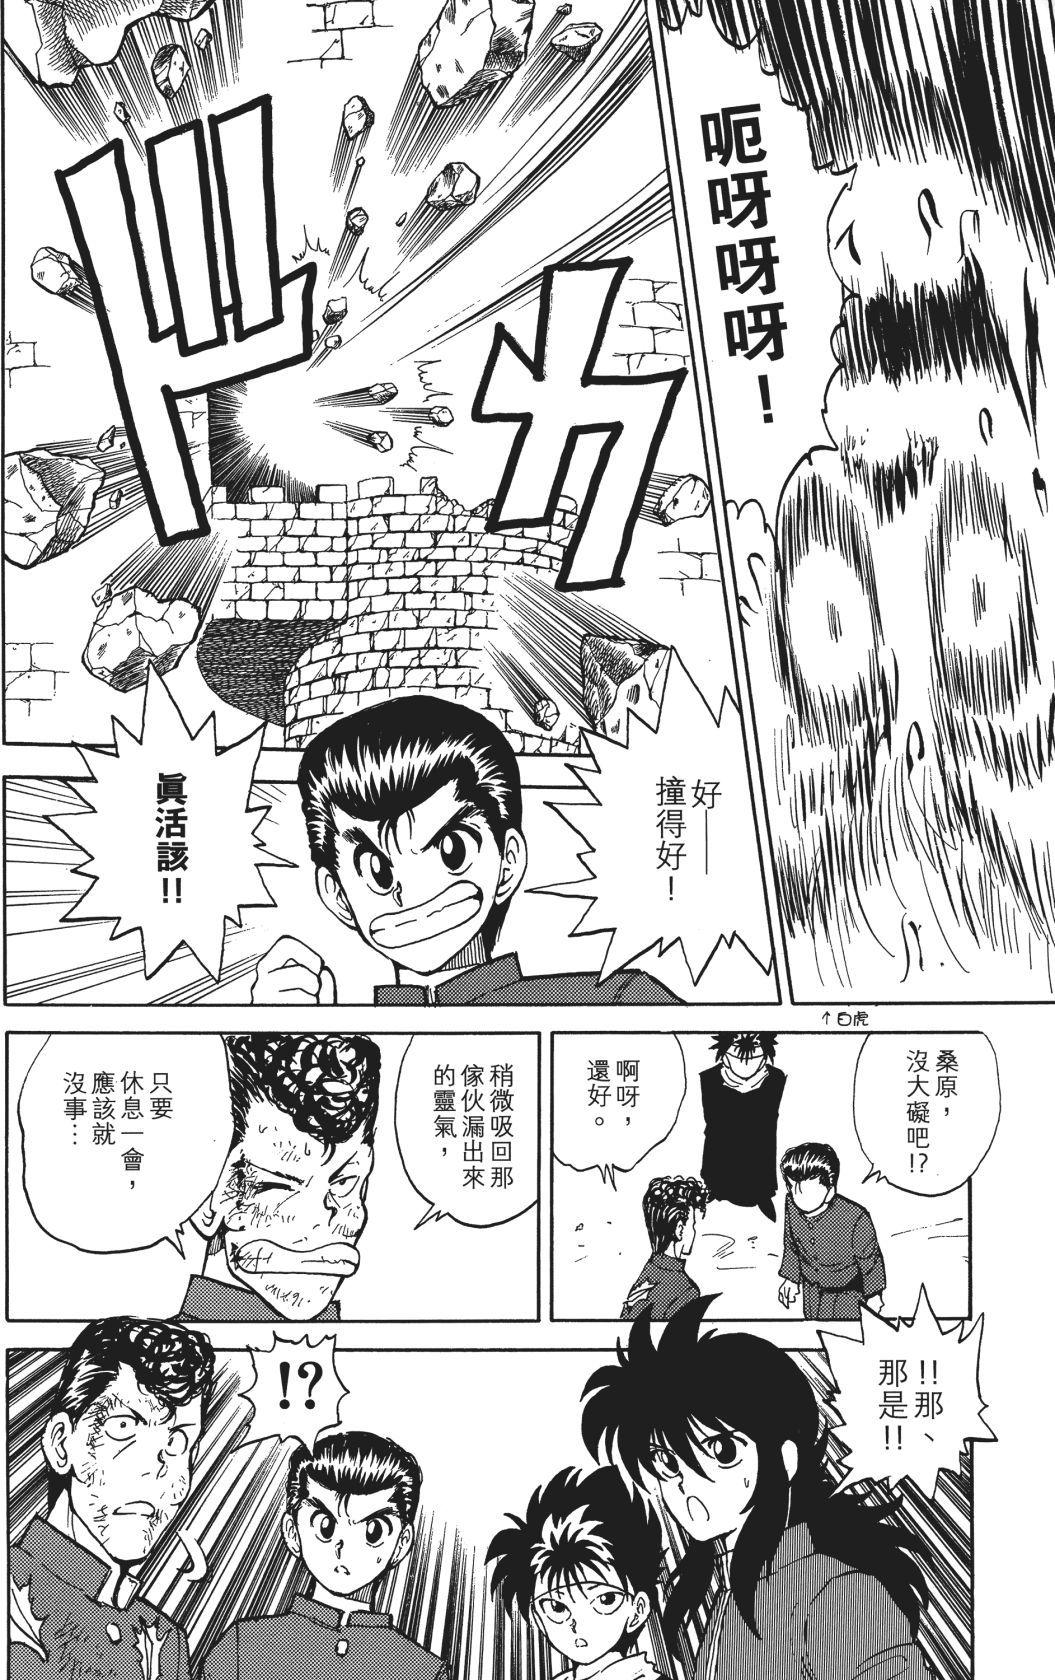 呃呀呀呀呀！
ドカ
好——
撞得好！
眞活該!!
↑白虎
桑原，
沒大礙吧!?
啊呀，
還好。
稍微吸回那
傢伙漏出來
的靈氣，
只要
休息一會，
應該就
沒事…
!!那、
那是!!
!?